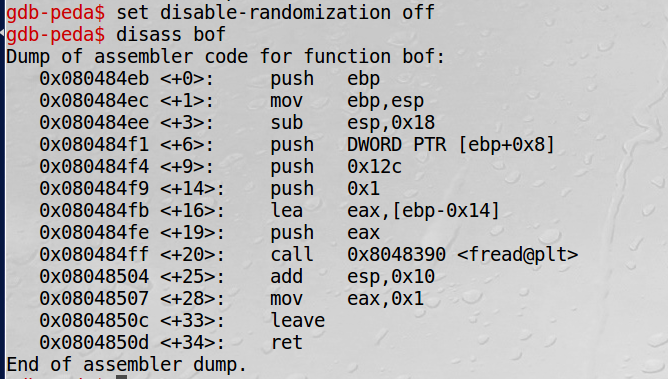 gdb-peda$ set disable-randomization off
gdb-peda$ disass bof
Dump of assembler code for function bof:
   0x080484eb <+0>:     push   ebp
   0x080484ec <+1>:     mov    ebp,esp
   0x080484ee <+3>:     sub    esp,0x18
   0x080484f1 <+6>:     push   DWORD PTR [ebp+0x8]
   0x080484f4 <+9>:     push   0x12c
   0x080484f9 <+14>:    push   0x1
   0x080484fb <+16>:    lea    eax,[ebp-0x14]
   0x080484fe <+19>:    push   eax
   0x080484ff <+20>:    call   0x8048390 <fread@plt>
   0x08048504 <+25>:    add    esp,0x10
   0x08048507 <+28>:    mov    eax,0x1
   0x0804850c <+33>:    leave
   0x0804850d <+34>:    ret
End of assembler dump.